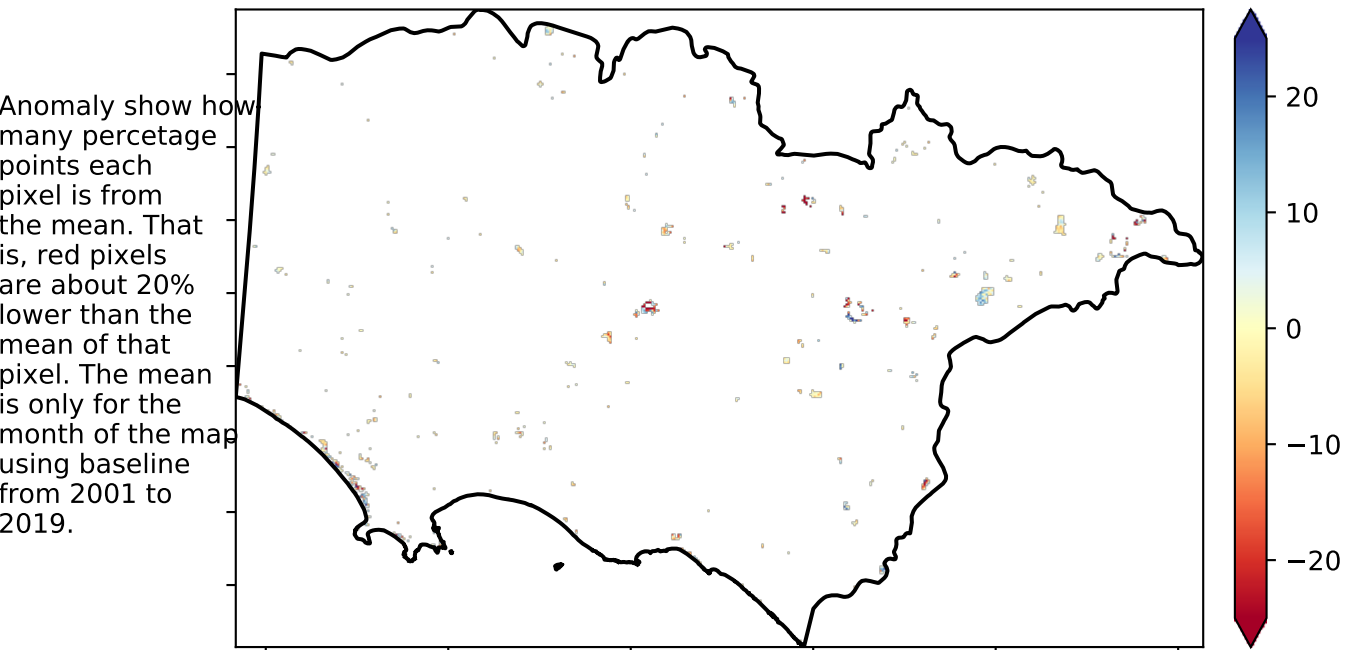 Anomaly show how
many percetage
points each
pixel is from
the mean. That
is, red pixels
are about 20%
lower than the
mean of that
pixel. The mean
is only for the
month of the map
using baseline
from 2001 to
2019.
20
10
0
−10
−20